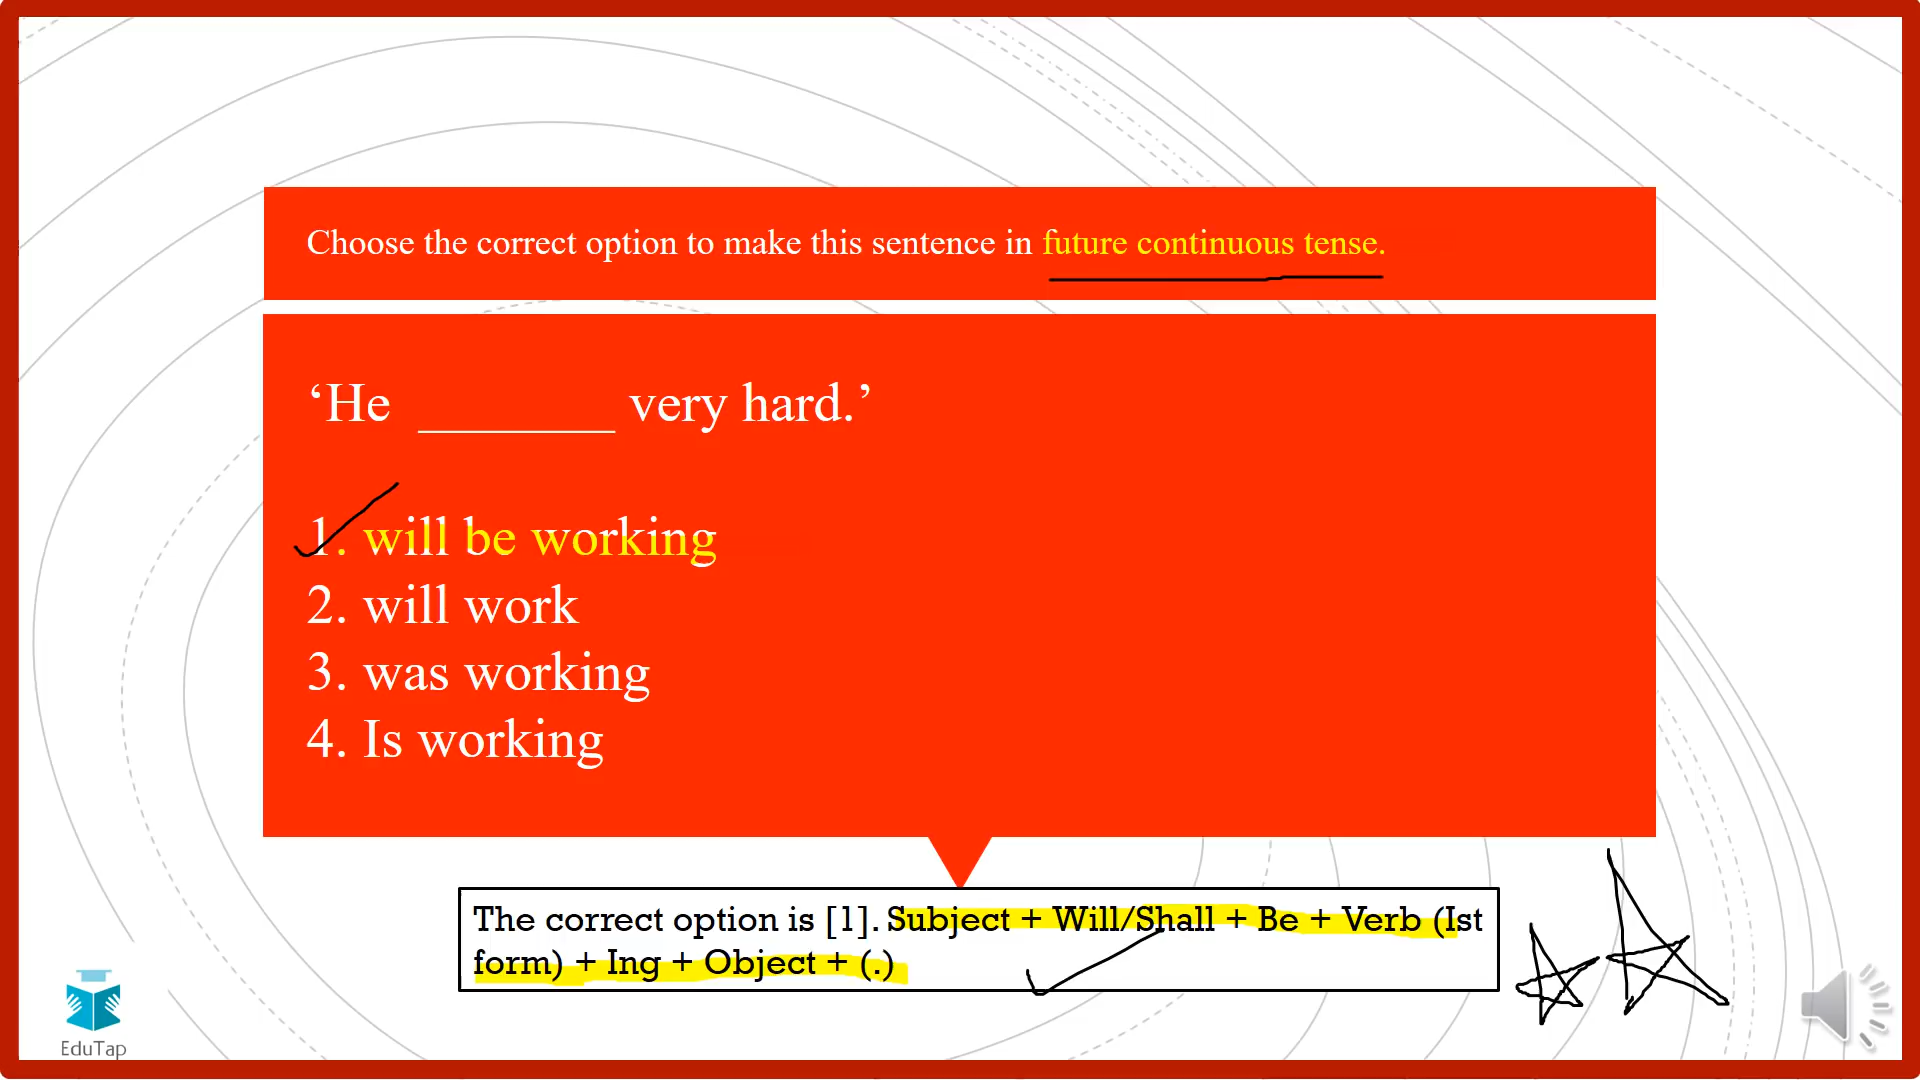 Choose the correct option to make this sentence in future continuous tense.
‘He _______ very hard.’
1. will be working
2. will work
3. was working
4. Is working
The correct option is [1]. Subject + Will/Shall + Be + Verb (Ist
form) + Ing + Object + (.)
EduTap